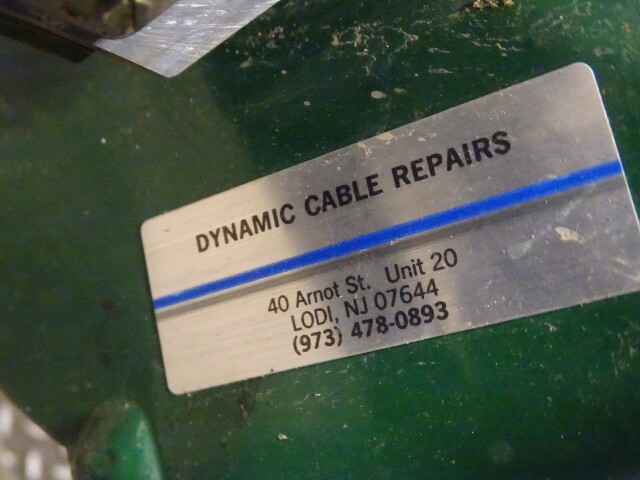 DYNAMIC CABLE REPAIRS
40 Arnot St. Unit 20
LODI, NJ 07644
(973) 478-0893